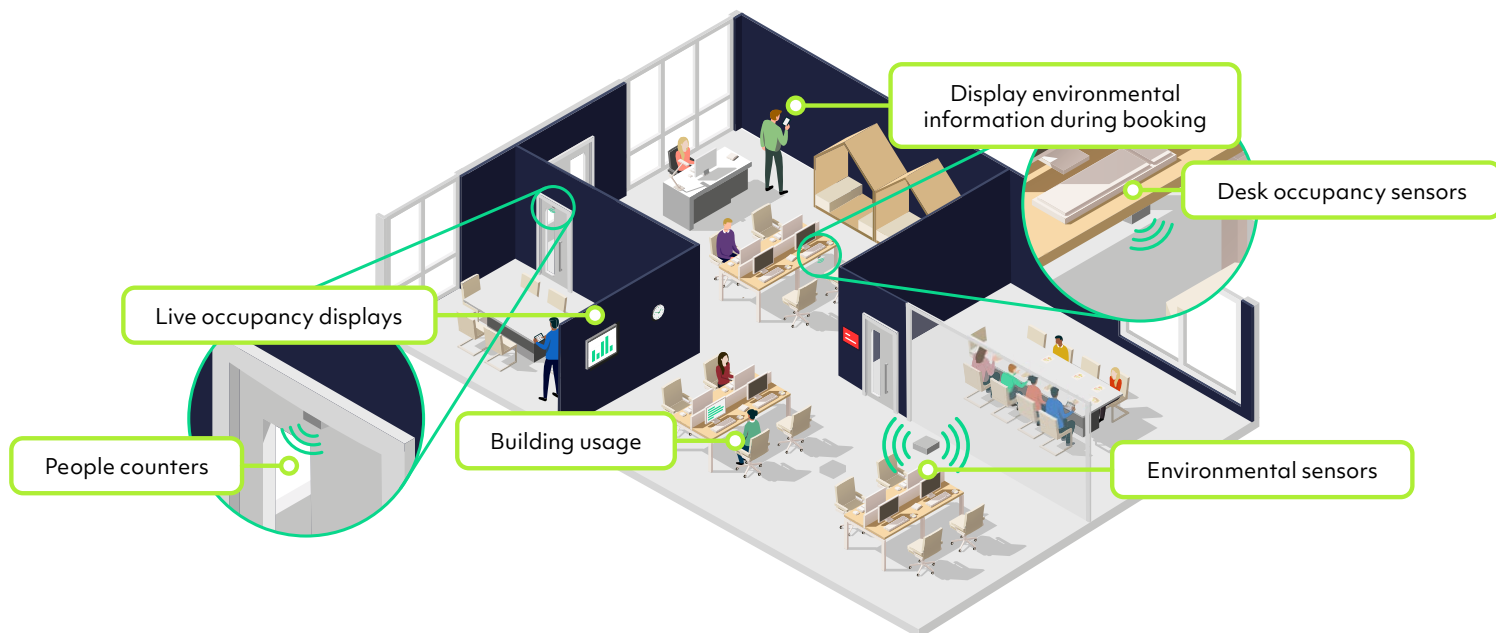 Display environmental
information during booking
Desk occupancy sensors
Live occupancy displays
Building usage
People counters
Environmental sensors